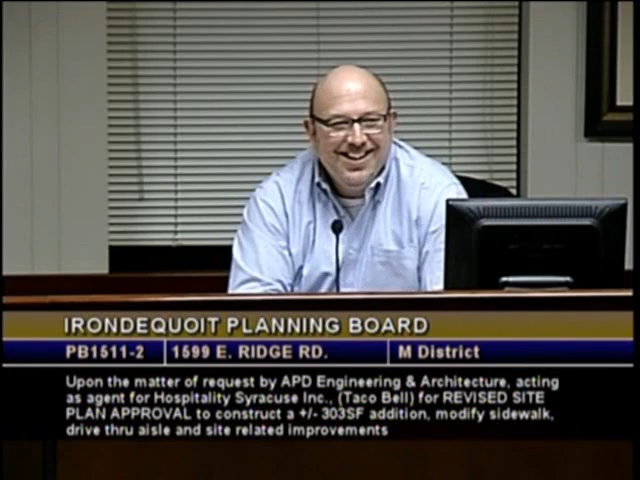 IRONDEQUOIT PLANNING BOARD
PB1511-2 1599 E. RIDGE RD. M District
Upon the matter of request by APD Engineering & Architecture, acting
as agent for Hospitality Syracuse Inc., (Taco Bell) for REVISED SITE
PLAN APPROVAL to construct a +/- 303SF addition, modify sidewalk,
drive thru aisle and site related improvements